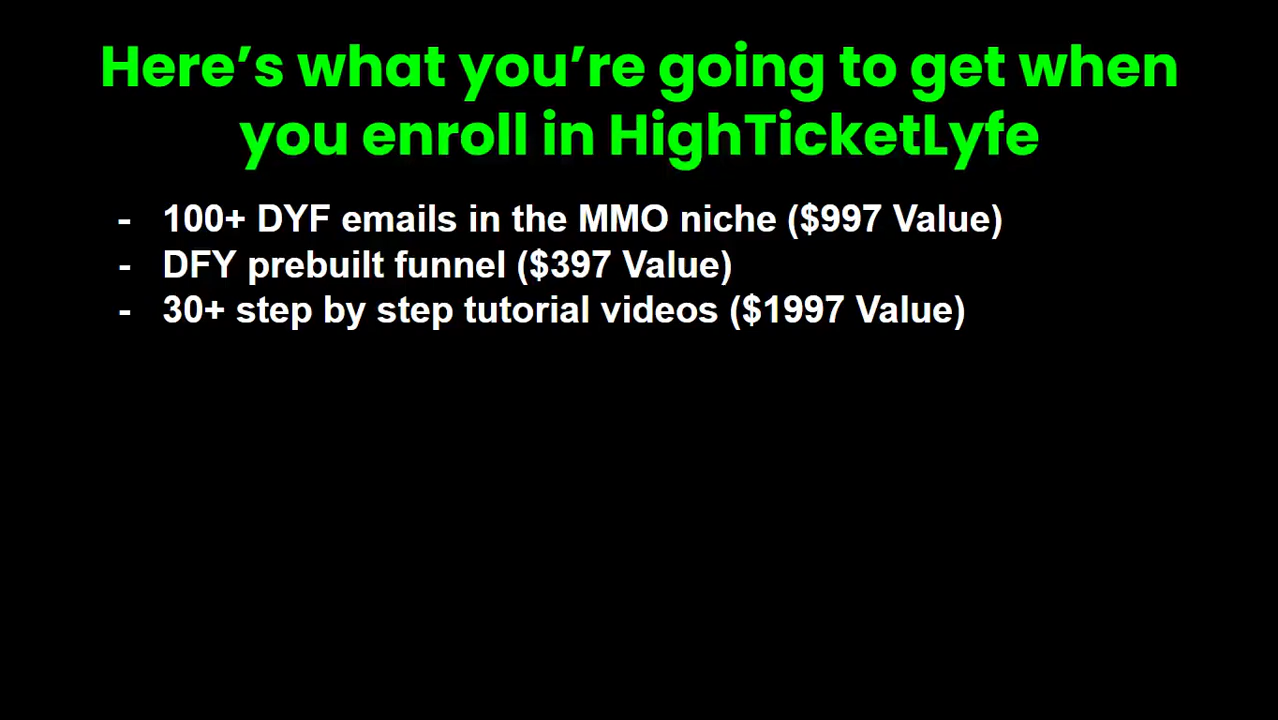 Here’s what you’re going to get when
you enroll in HighTicketLyfe
- 100+ DYF emails in the MMO niche ($997 Value)
- DFY prebuilt funnel ($397 Value)
- 30+ step by step tutorial videos ($1997 Value)